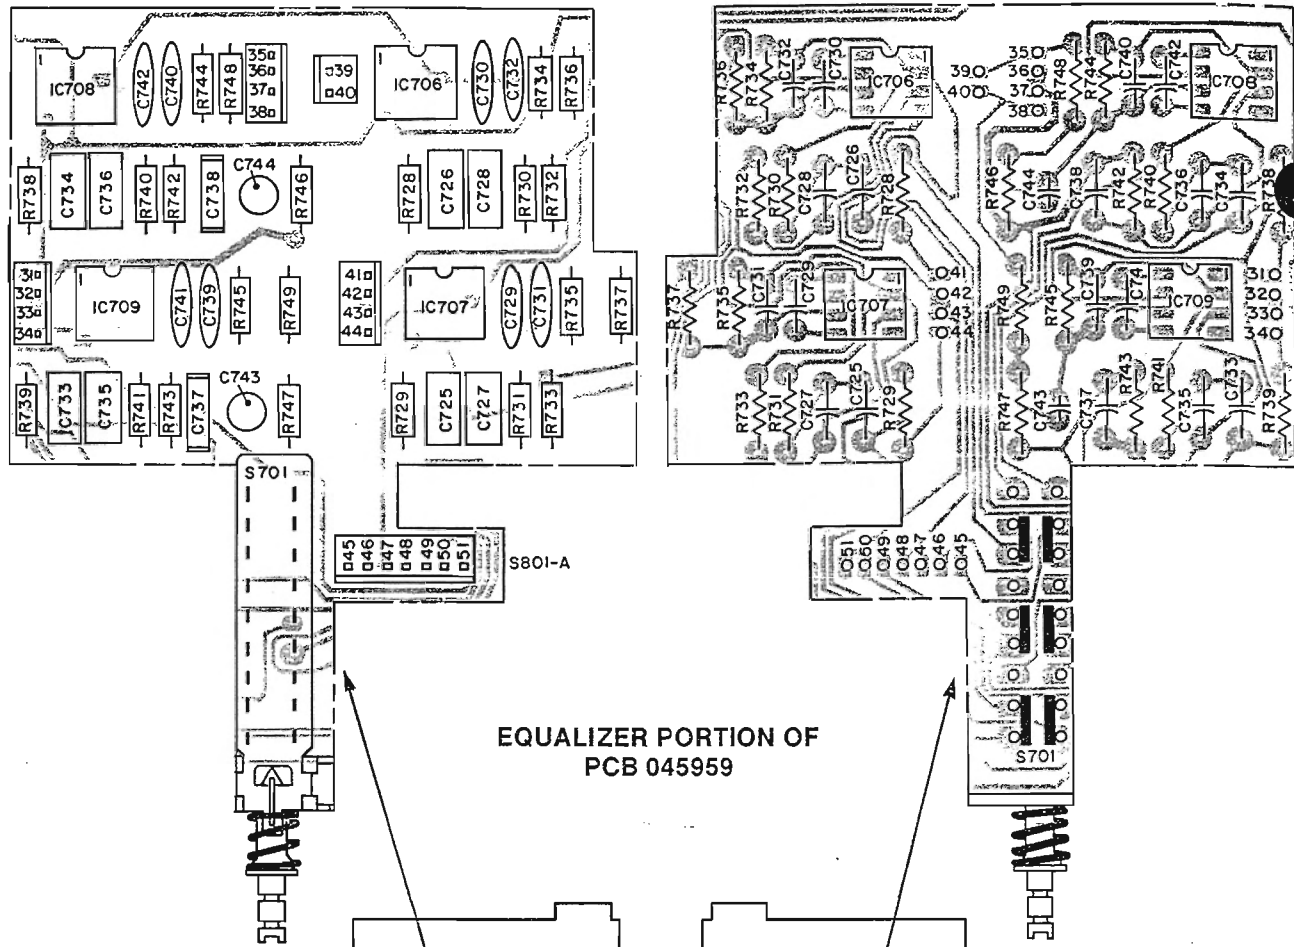 IC708
C742
C740
R744
R748
35
36
37
38
39
40
IC706
C730
C732
R734
R736
R738
C734
C736
R740
R742
C738
C744
R746
R728
C726
C728
R730
R732
31
32
33
34
IC709
C741
C739
R745
R749
41
42
43
44
IC707
C729
C731
R735
R737
R739
C733
C735
R741
R743
C737
C743
R747
R729
C725
C727
R731
R733
S701
45
46
47
48
49
50
51
S801-A
R736
R734
C732
C730
IC706
39
40
35
36
37
38
R748
R744
C740
C742
IC708
R732
R730
C728
C726
R728
R746
C744
C738
R742
R740
C736
C734
R738
R737
R735
C731
C729
IC707
41
42
43
44
R749
R745
C739
IC709
31
32
33
34
R733
R731
C727
C725
R729
R747
C743
C737
R743
R741
C735
C733
R739
51
50
49
48
47
46
45
S701
EQUALIZER PORTION OF
PCB 045959